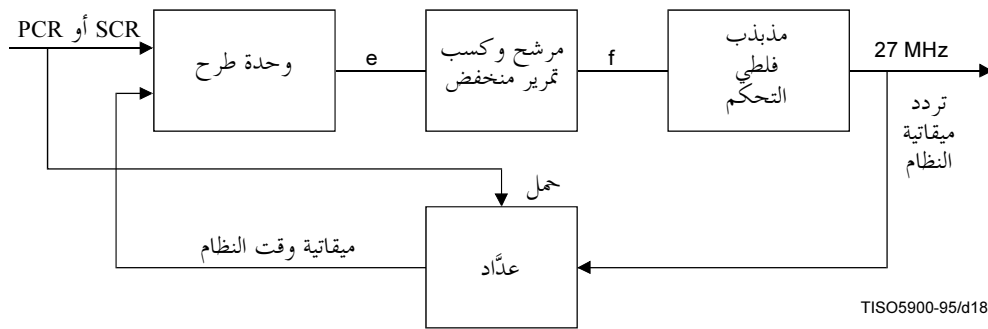 SCR أو PCR
وحدة طرح
e
مرشح وكسب
تمرير منخفض
f
مذبذب
فلطي
التحكم
27 MHz
تردد
ميقاتية
النظام
حمل
ميقاتية وقت النظام
عدَّاد
TISO5900-95/d18